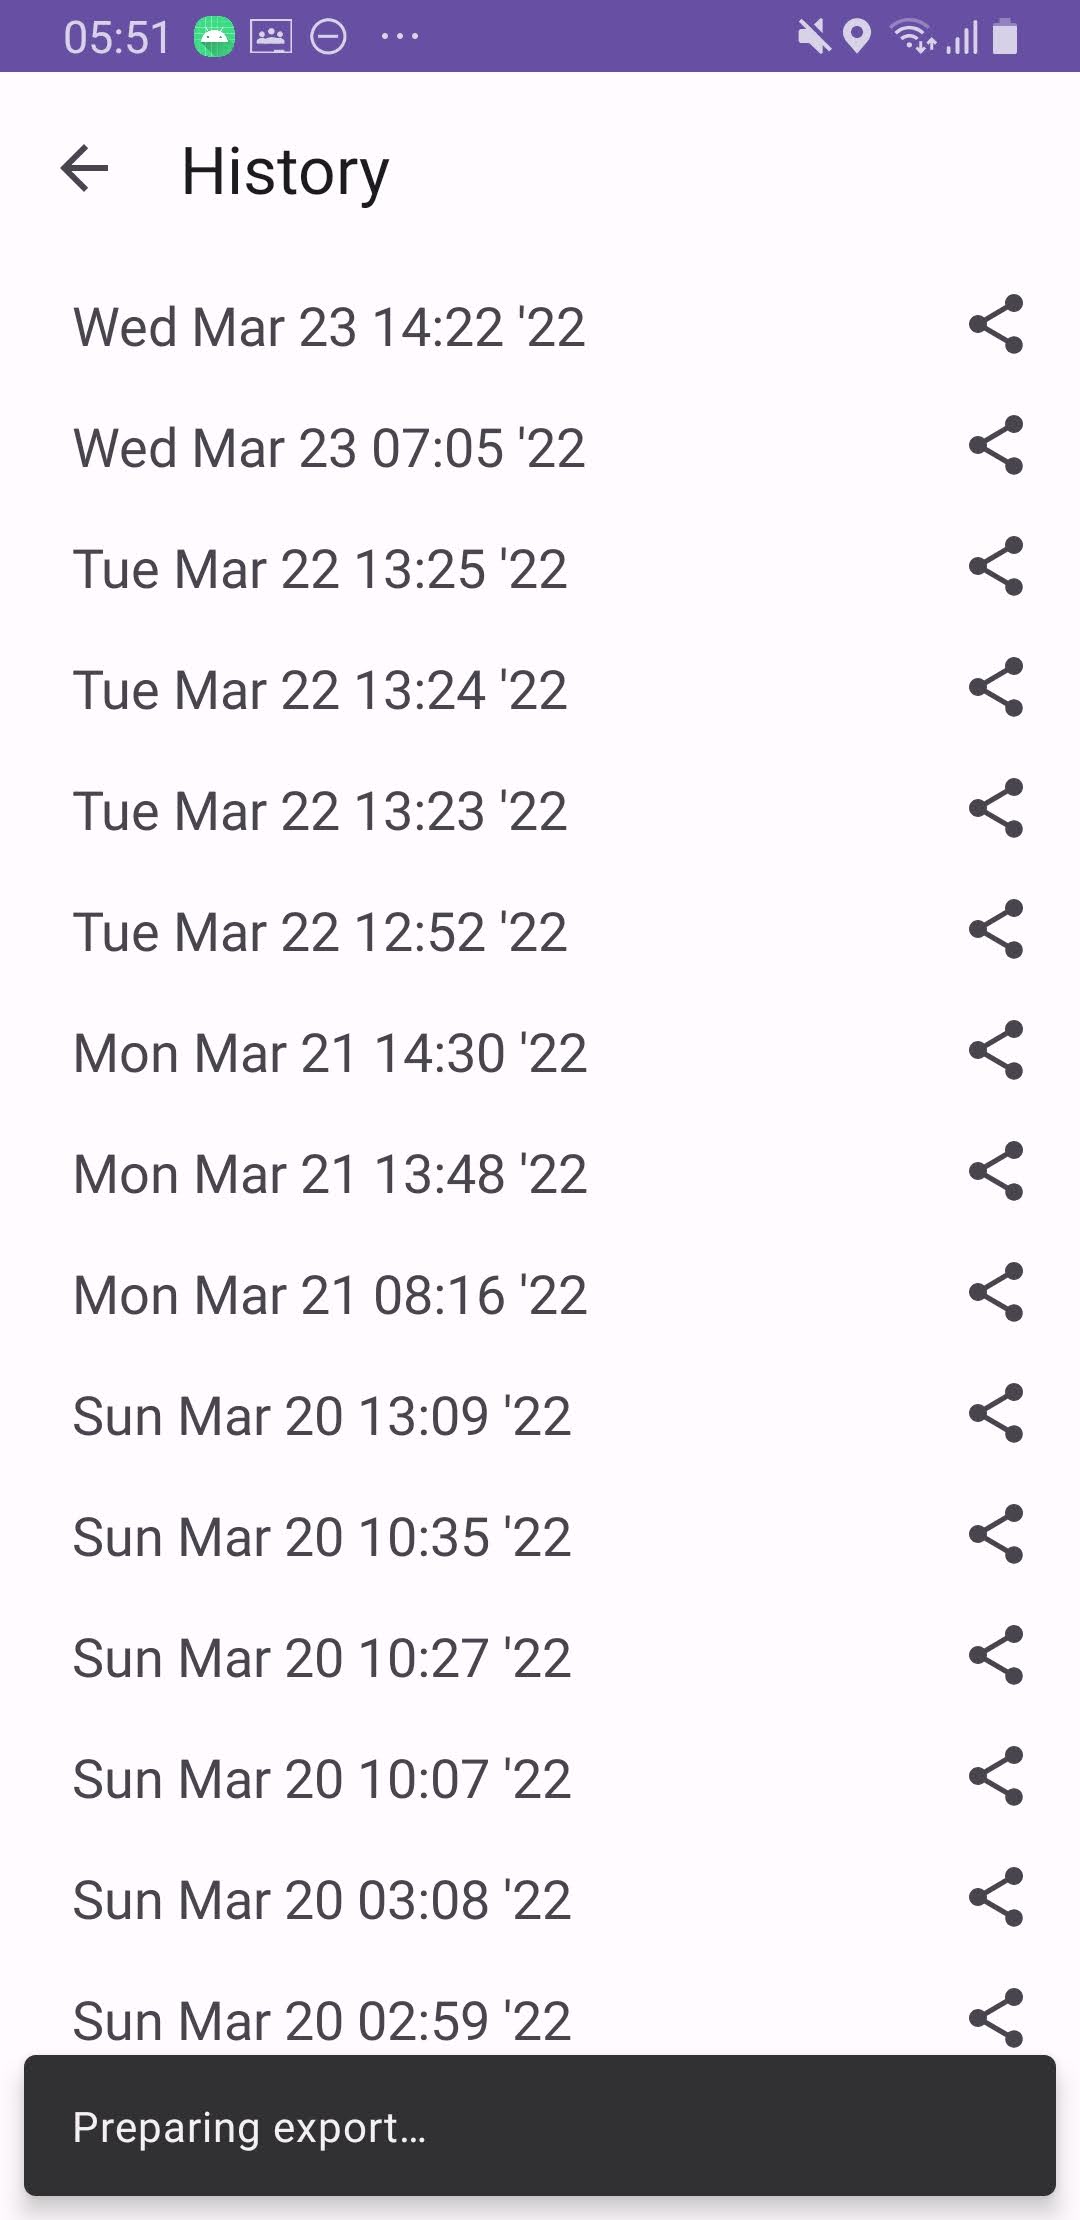 05:51
History
Wed Mar 23 14:22 '22
Wed Mar 23 07:05 '22
Tue Mar 22 13:25 '22
Tue Mar 22 13:24 '22
Tue Mar 22 13:23 '22
Tue Mar 22 12:52 '22
Mon Mar 21 14:30 '22
Mon Mar 21 13:48 '22
Mon Mar 21 08:16 '22
Sun Mar 20 13:09 '22
Sun Mar 20 10:35 '22
Sun Mar 20 10:27 '22
Sun Mar 20 10:07 '22
Sun Mar 20 03:08 '22
Sun Mar 20 02:59 '22
Preparing export…